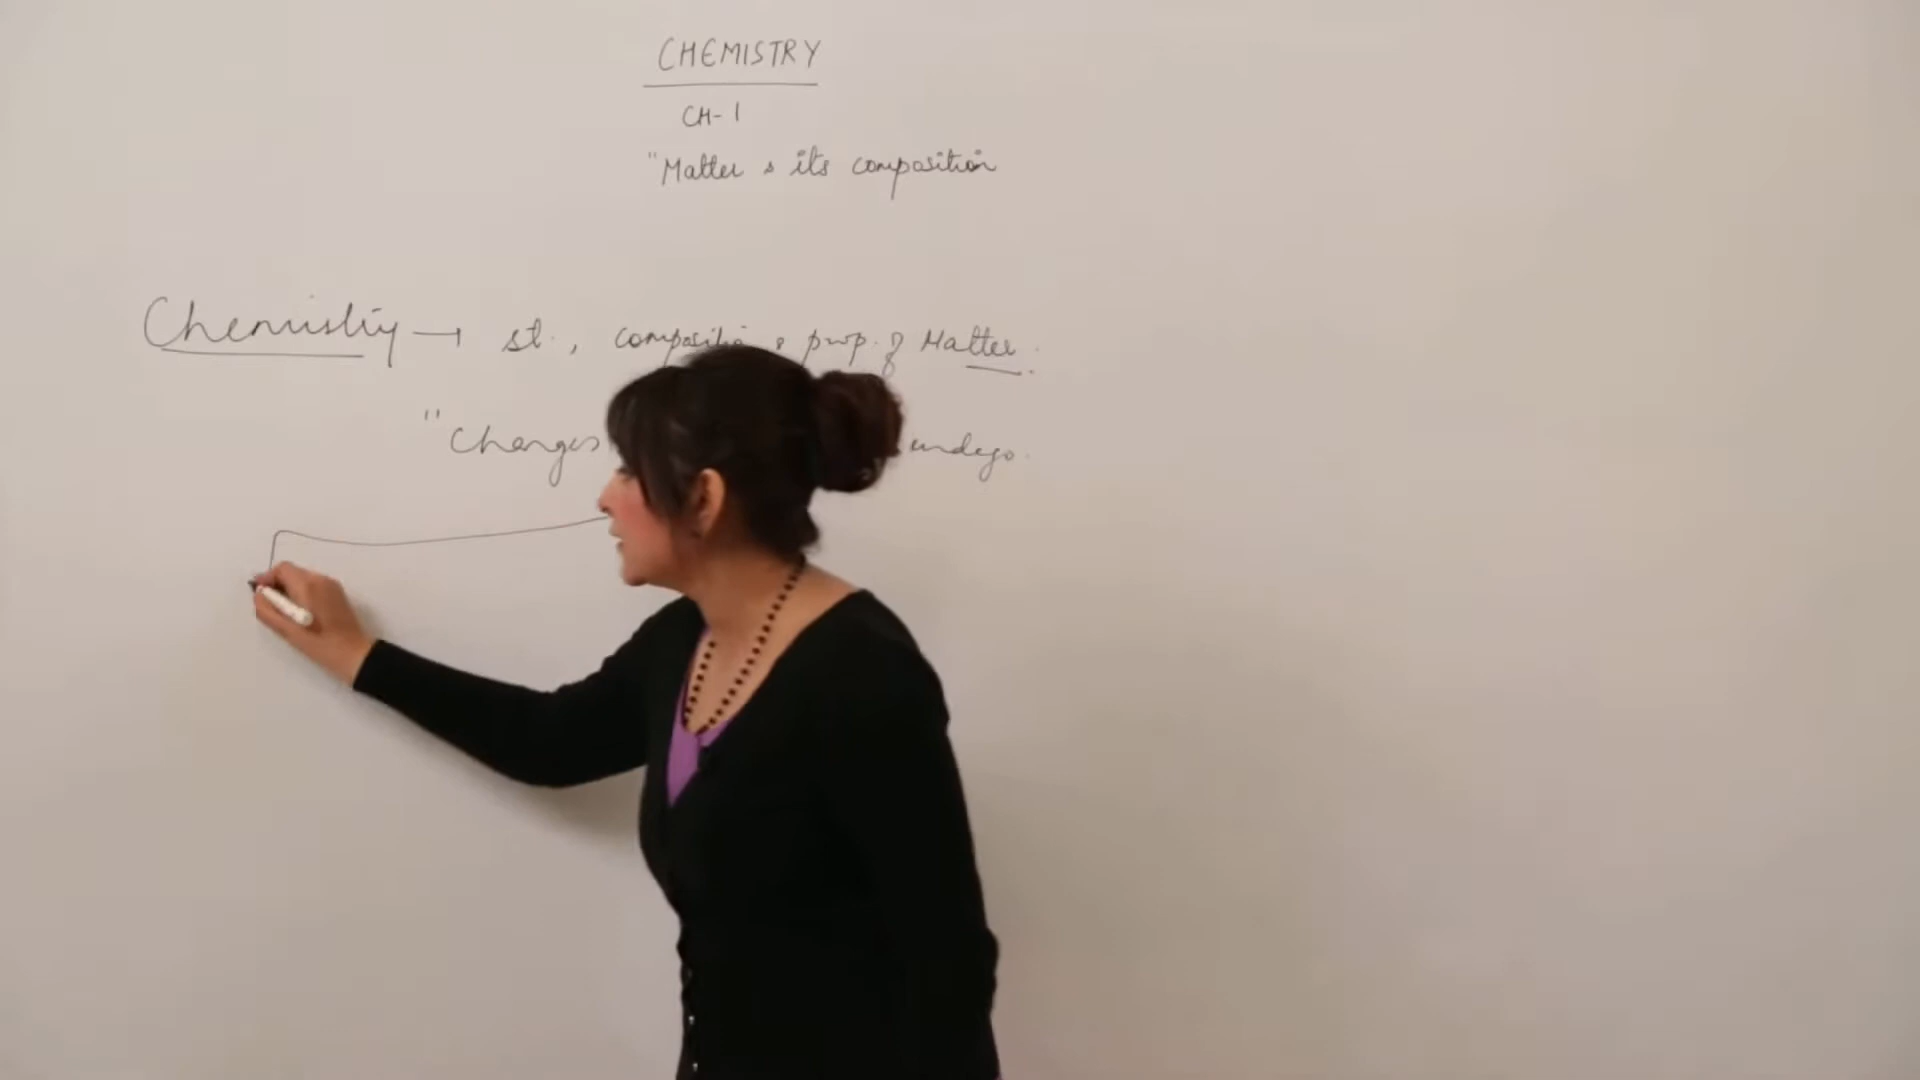 CHEMISTRY
CH-1
"Matter & its composition
Chemistry → st., composition & prop. of Matter.
"Changes undergo.